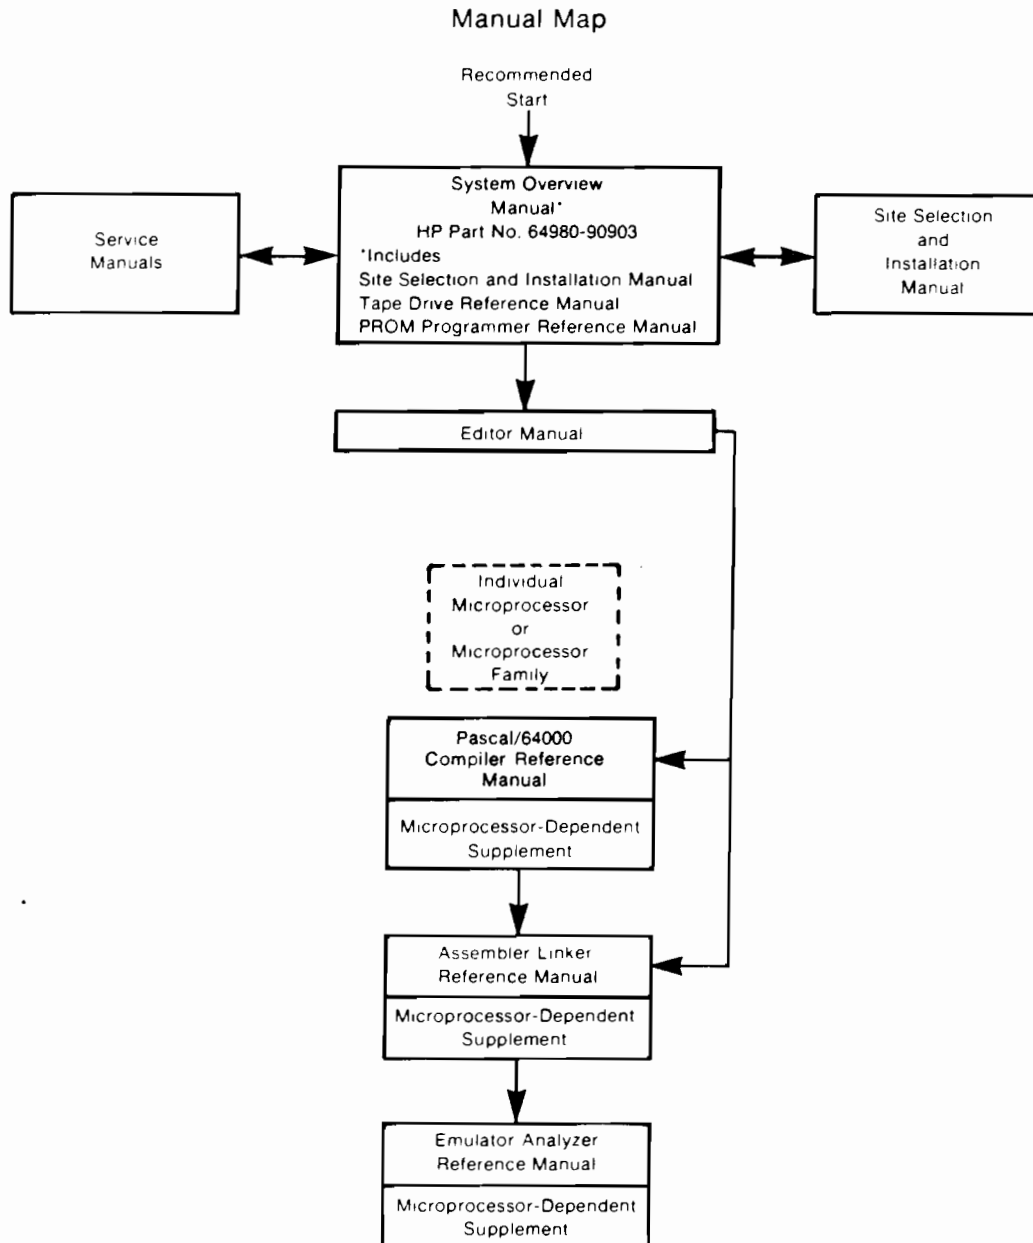 Manual Map
Recommended
Start
System Overview
Manual*
HP Part No. 64980-90903
*Includes
Site Selection and Installation Manual
Tape Drive Reference Manual
PROM Programmer Reference Manual
Service
Manuals
Site Selection
and
Installation
Manual
Editor Manual
Individual
Microprocessor
or
Microprocessor
Family
Pascal/64000
Compiler Reference
Manual
Microprocessor-Dependent
Supplement
Assembler Linker
Reference Manual
Microprocessor-Dependent
Supplement
Emulator Analyzer
Reference Manual
Microprocessor-Dependent
Supplement